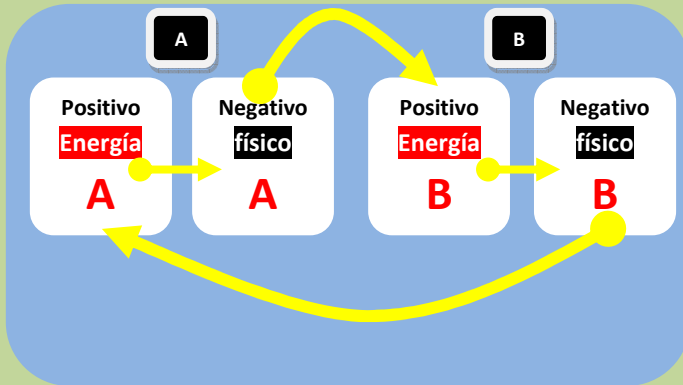 A
B
Positivo
Energía
A
Negativo
físico
A
Positivo
Energía
B
Negativo
físico
B